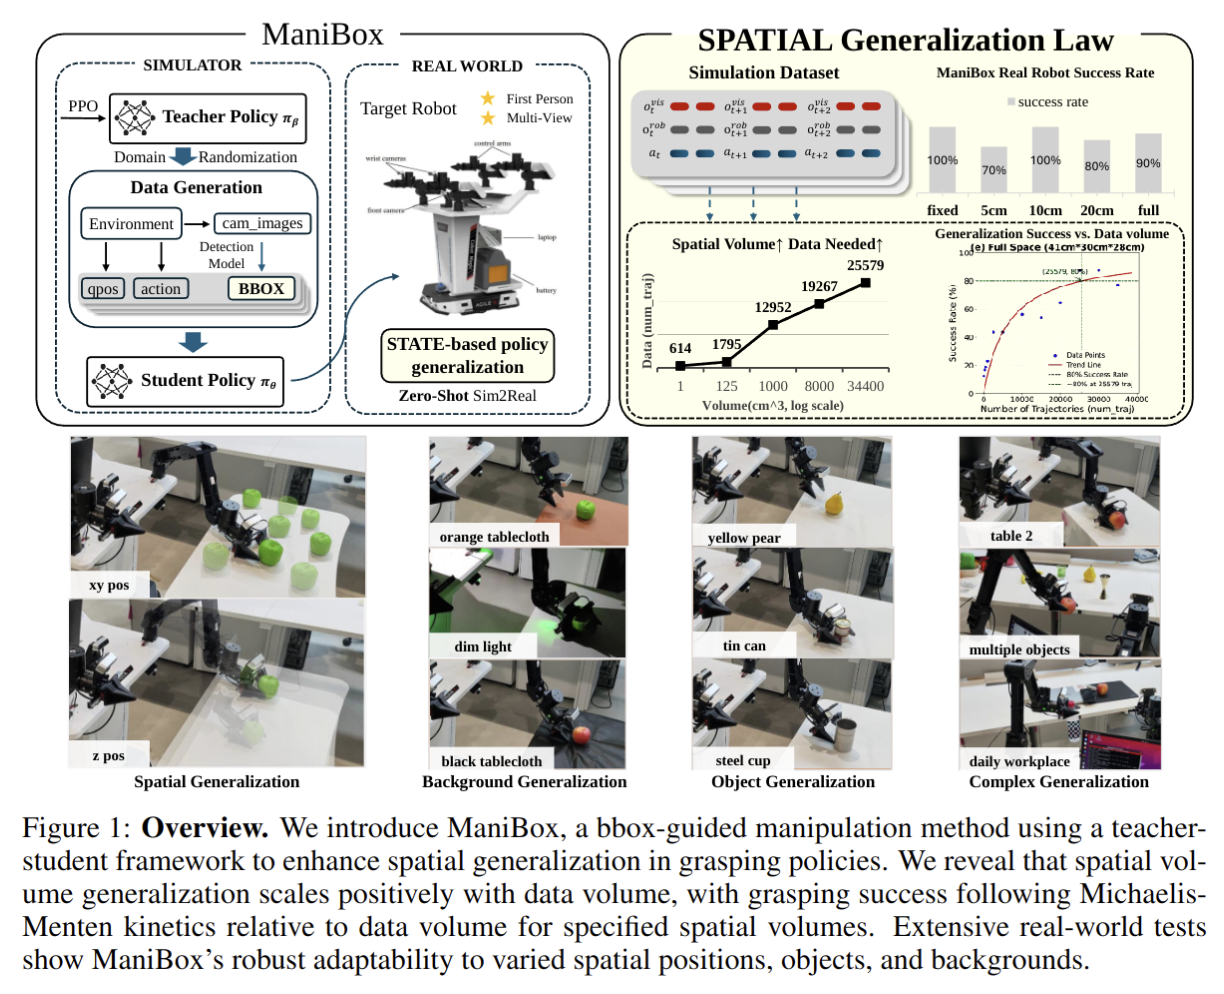 ManiBox
SIMULATOR
PPO
Teacher Policy πβ
Domain Randomization
Data Generation
Environment
cam_images
Detection
Model
qpos
action
BBOX
Student Policy πθ
REAL WORLD
Target Robot
First Person
Multi-View
control arms
wrist cameras
front camera
laptop
battery
STATE-based policy
generalization
Zero-Shot Sim2Real
SPATIAL Generalization Law
Simulation Dataset
o_t^vis o_{t+1}^vis o_{t+2}^vis
o_t^rob o_{t+1}^rob o_{t+2}^rob
a_t a_{t+1} a_{t+2}
ManiBox Real Robot Success Rate
success rate
100% 70% 100% 80% 90%
fixed 5cm 10cm 20cm full
Spatial Volume↑ Data Needed↑
Data (num_traj)
614 1795 12952 19267 25579
1 125 1000 8000 34400
Volume(cm^3, log scale)
Generalization Success vs. Data volume
(e) Full Space (41cm*30cm*28cm)
Success Rate (%)
100
80
60
40
20
0
(25579, 80%)
Data Points
Trend Line
80% Success Rate
~80% at 25579 traj
0 10000 20000 30000 40000
Number of Trajectories (num_traj)
xy pos
z pos
Spatial Generalization
orange tablecloth
dim light
black tablecloth
Background Generalization
yellow pear
tin can
steel cup
Object Generalization
table 2
multiple objects
daily workplace
Complex Generalization
Figure 1: Overview. We introduce ManiBox, a bbox-guided manipulation method using a teacher-
student framework to enhance spatial generalization in grasping policies. We reveal that spatial vol-
ume generalization scales positively with data volume, with grasping success following Michaelis-
Menten kinetics relative to data volume for specified spatial volumes. Extensive real-world tests
show ManiBox's robust adaptability to varied spatial positions, objects, and backgrounds.